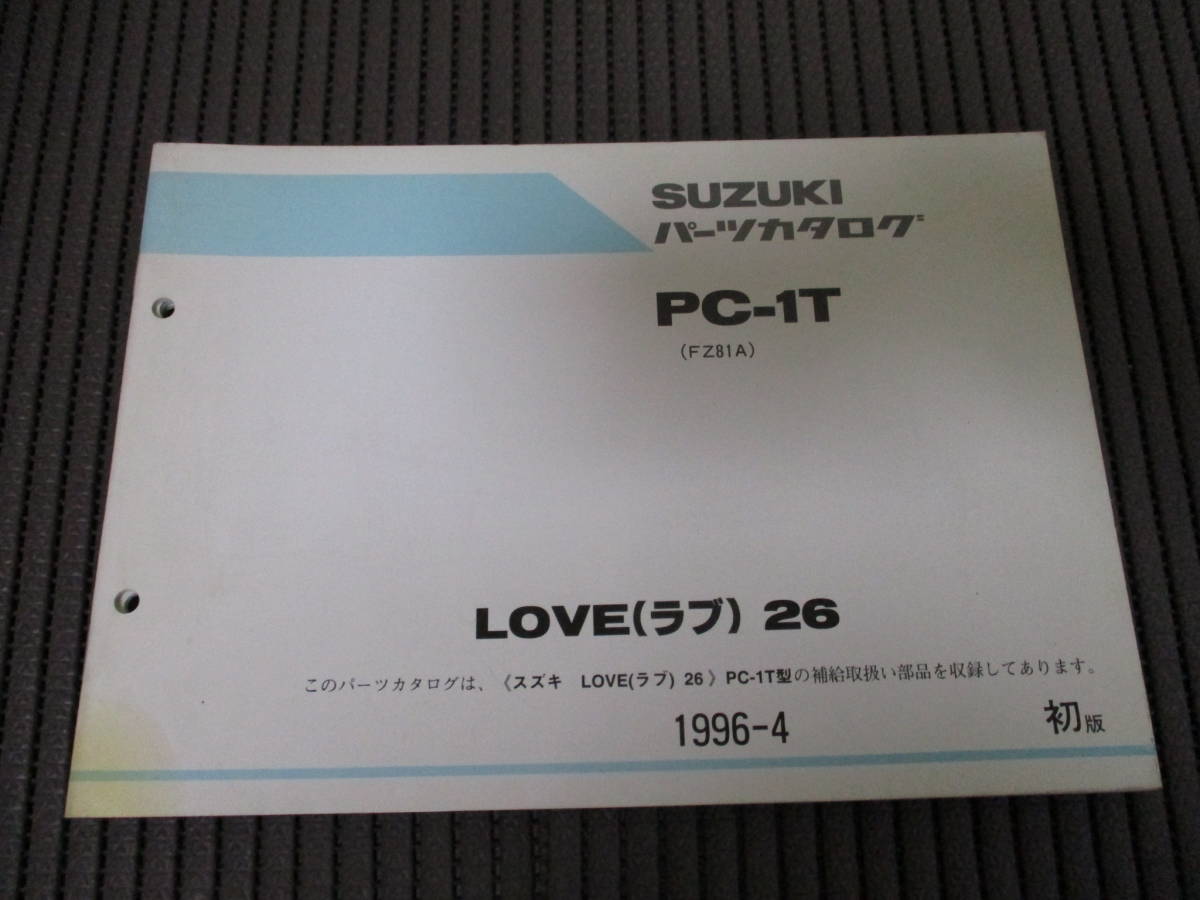 SUZUKI
パーツカタログ
PC-1T
(FZ81A)
LOVE(ラブ) 26
このパーツカタログは、《スズキ LOVE(ラブ) 26》PC-1T型の補給取扱い部品を収録してあります。
1996-4
初版